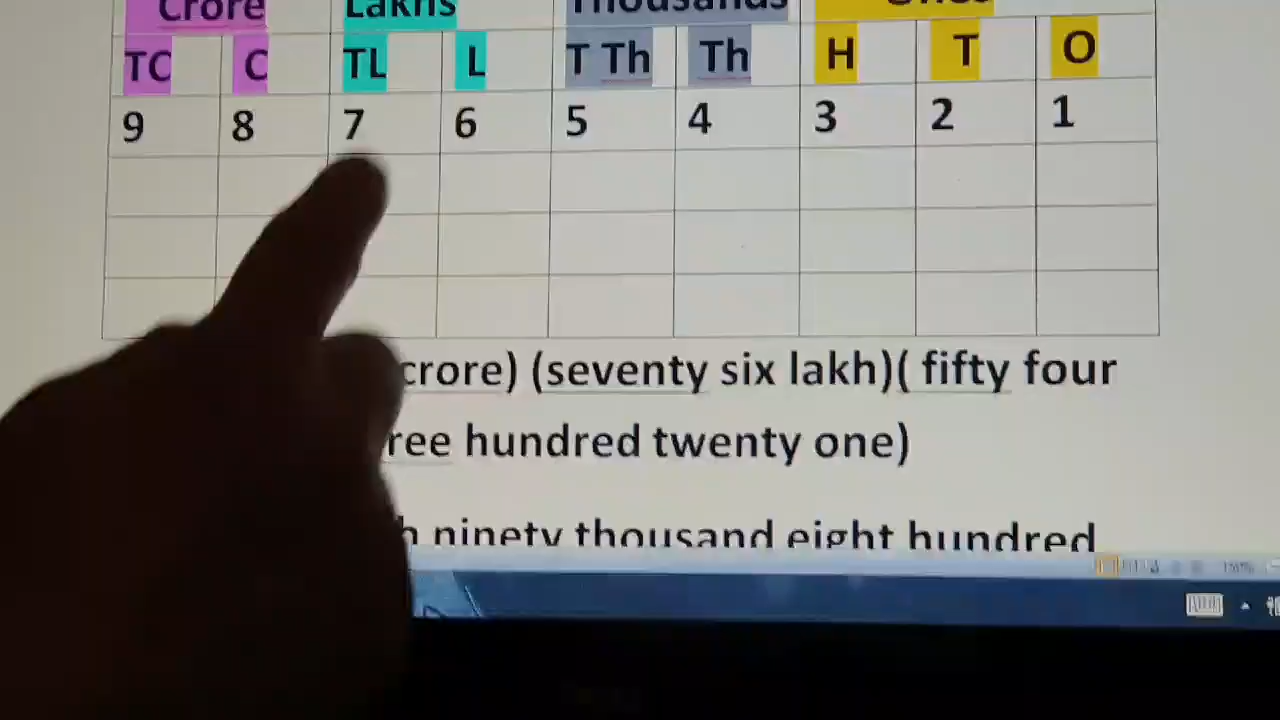 Crore Lakhs Thousands Ones
TC C TL L T Th Th H T O
9 8 7 6 5 4 3 2 1
crore) (seventy six lakh)( fifty four
ree hundred twenty one)
h ninety thousand eight hundred